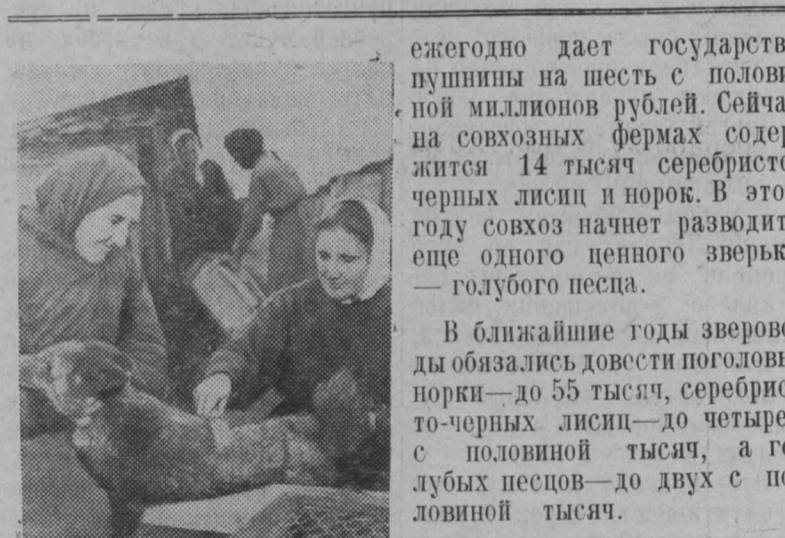 ежегодно дает государств
пушнины на шесть с полови
ной миллионов рублей. Сейча
на совхозных фермах содер
жится 14 тысяч серебристо
черных лисиц и норок. В это
году совхоз начнет разводит
еще одного ценного зверьк
— голубого песца.
В ближайшие годы зверово
ды обязались довести поголовь
норки—до 55 тысяч, серебрис
то-черных лисиц—до четыре
с половиной тысяч, а го
лубых песцов—до двух с по
ловиной тысяч.